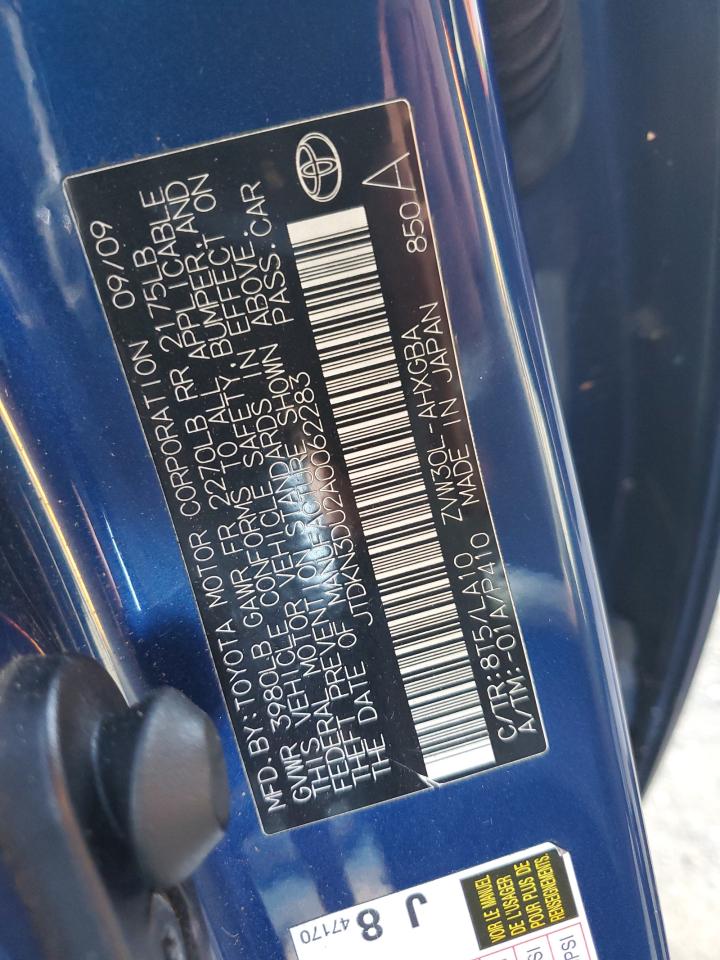 MFD. BY: TOYOTA MOTOR CORPORATION 09/09
GVWR 3980LB GAWR FR 2270LB RR 2175LB
THIS VEHICLE CONFORMS TO ALL APPLICABLE
FEDERAL MOTOR VEHICLE SAFETY, BUMPER, AND
THEFT PREVENTION STANDARDS IN EFFECT ON
THE DATE OF MANUFACTURE SHOWN ABOVE.
JTDKN3DU2A0062283 PASS. CAR
C/TR: 8T5/LA10 ZVW30L-AHXGBA 850 A
A/TM: -01A/P410 MADE IN JAPAN
J 8
47170
VOIR LE MANUEL
DE L'USAGER
POUR PLUS DE
RENSEIGNEMENTS.
PSI